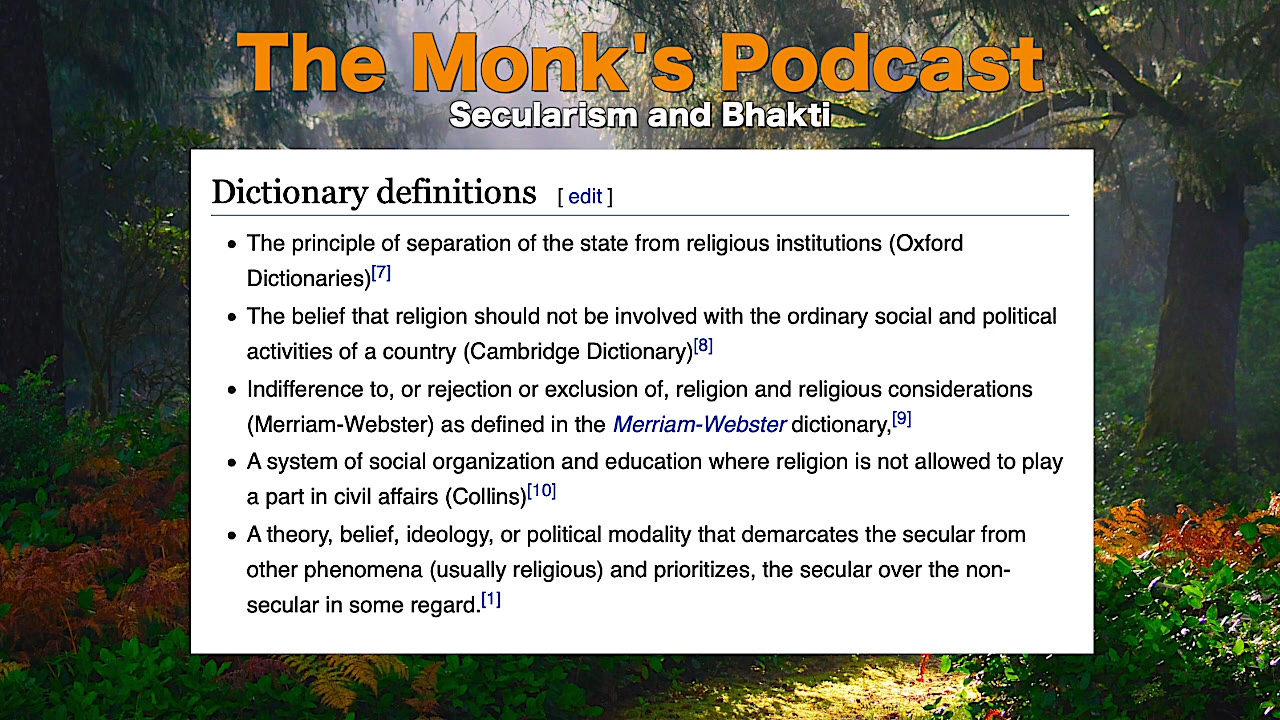 The Monk's Podcast
Secularism and Bhakti
Dictionary definitions [ edit ]
• The principle of separation of the state from religious institutions (Oxford
Dictionaries)[7]
• The belief that religion should not be involved with the ordinary social and political
activities of a country (Cambridge Dictionary)[8]
• Indifference to, or rejection or exclusion of, religion and religious considerations
(Merriam-Webster) as defined in the Merriam-Webster dictionary,[9]
• A system of social organization and education where religion is not allowed to play
a part in civil affairs (Collins)[10]
• A theory, belief, ideology, or political modality that demarcates the secular from
other phenomena (usually religious) and prioritizes, the secular over the non-
secular in some regard.[1]